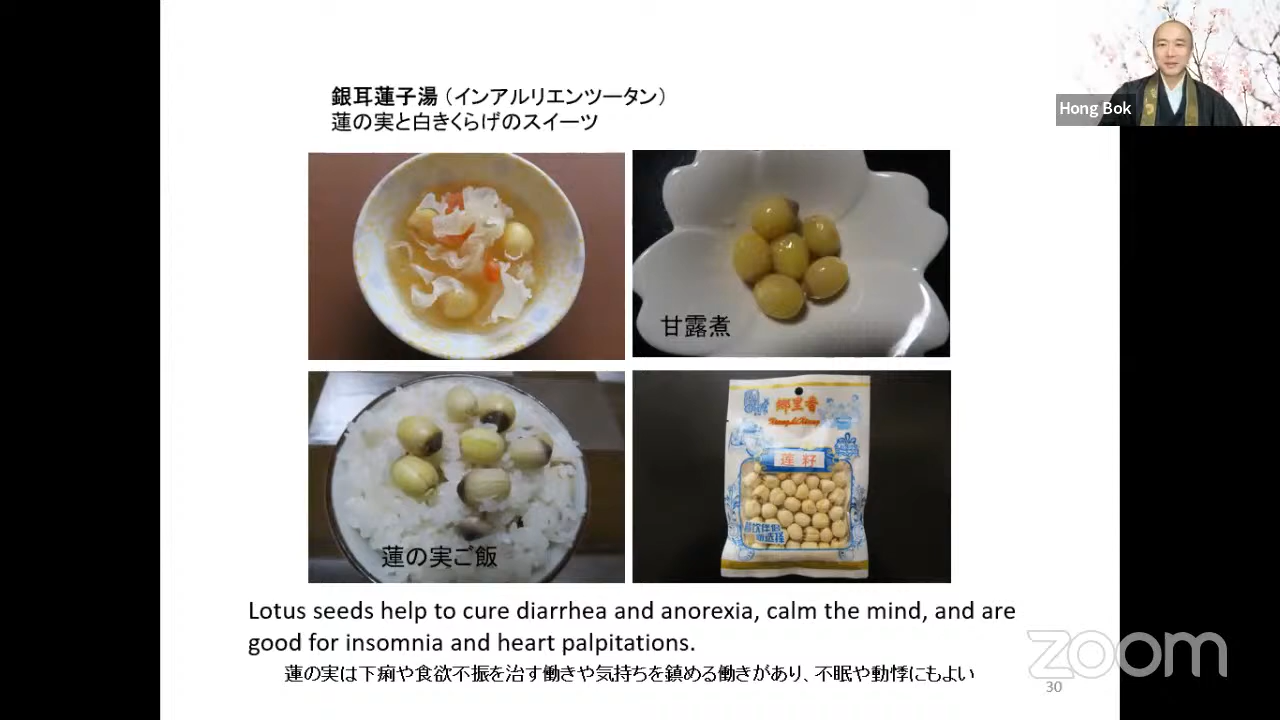 銀耳蓮子湯（インアルリエンツータン）
蓮の実と白きくらげのスイーツ
Hong Bok
甘露煮
鄉里香
蓮籽
蓮の実ご飯
Lotus seeds help to cure diarrhea and anorexia, calm the mind, and are
good for insomnia and heart palpitations.
蓮の実は下痢や食欲不振を治す働きや気持ちを鎮める働きがあり、不眠や動悸にもよい
zoom
30